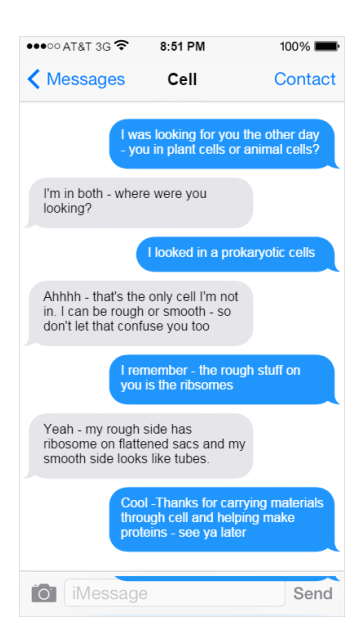 AT&T 3G 8:51 PM 100%
Messages Cell Contact
I was looking for you the other day
- you in plant cells or animal cells?
I'm in both - where were you
looking?
I looked in a prokaryotic cells
Ahhhh - that's the only cell I'm not
in. I can be rough or smooth - so
don't let that confuse you too
I remember - the rough stuff on
you is the ribsomes
Yeah - my rough side has
ribosome on flattened sacs and my
smooth side looks like tubes.
Cool -Thanks for carrying materials
through cell and helping make
proteins - see ya later
iMessage Send